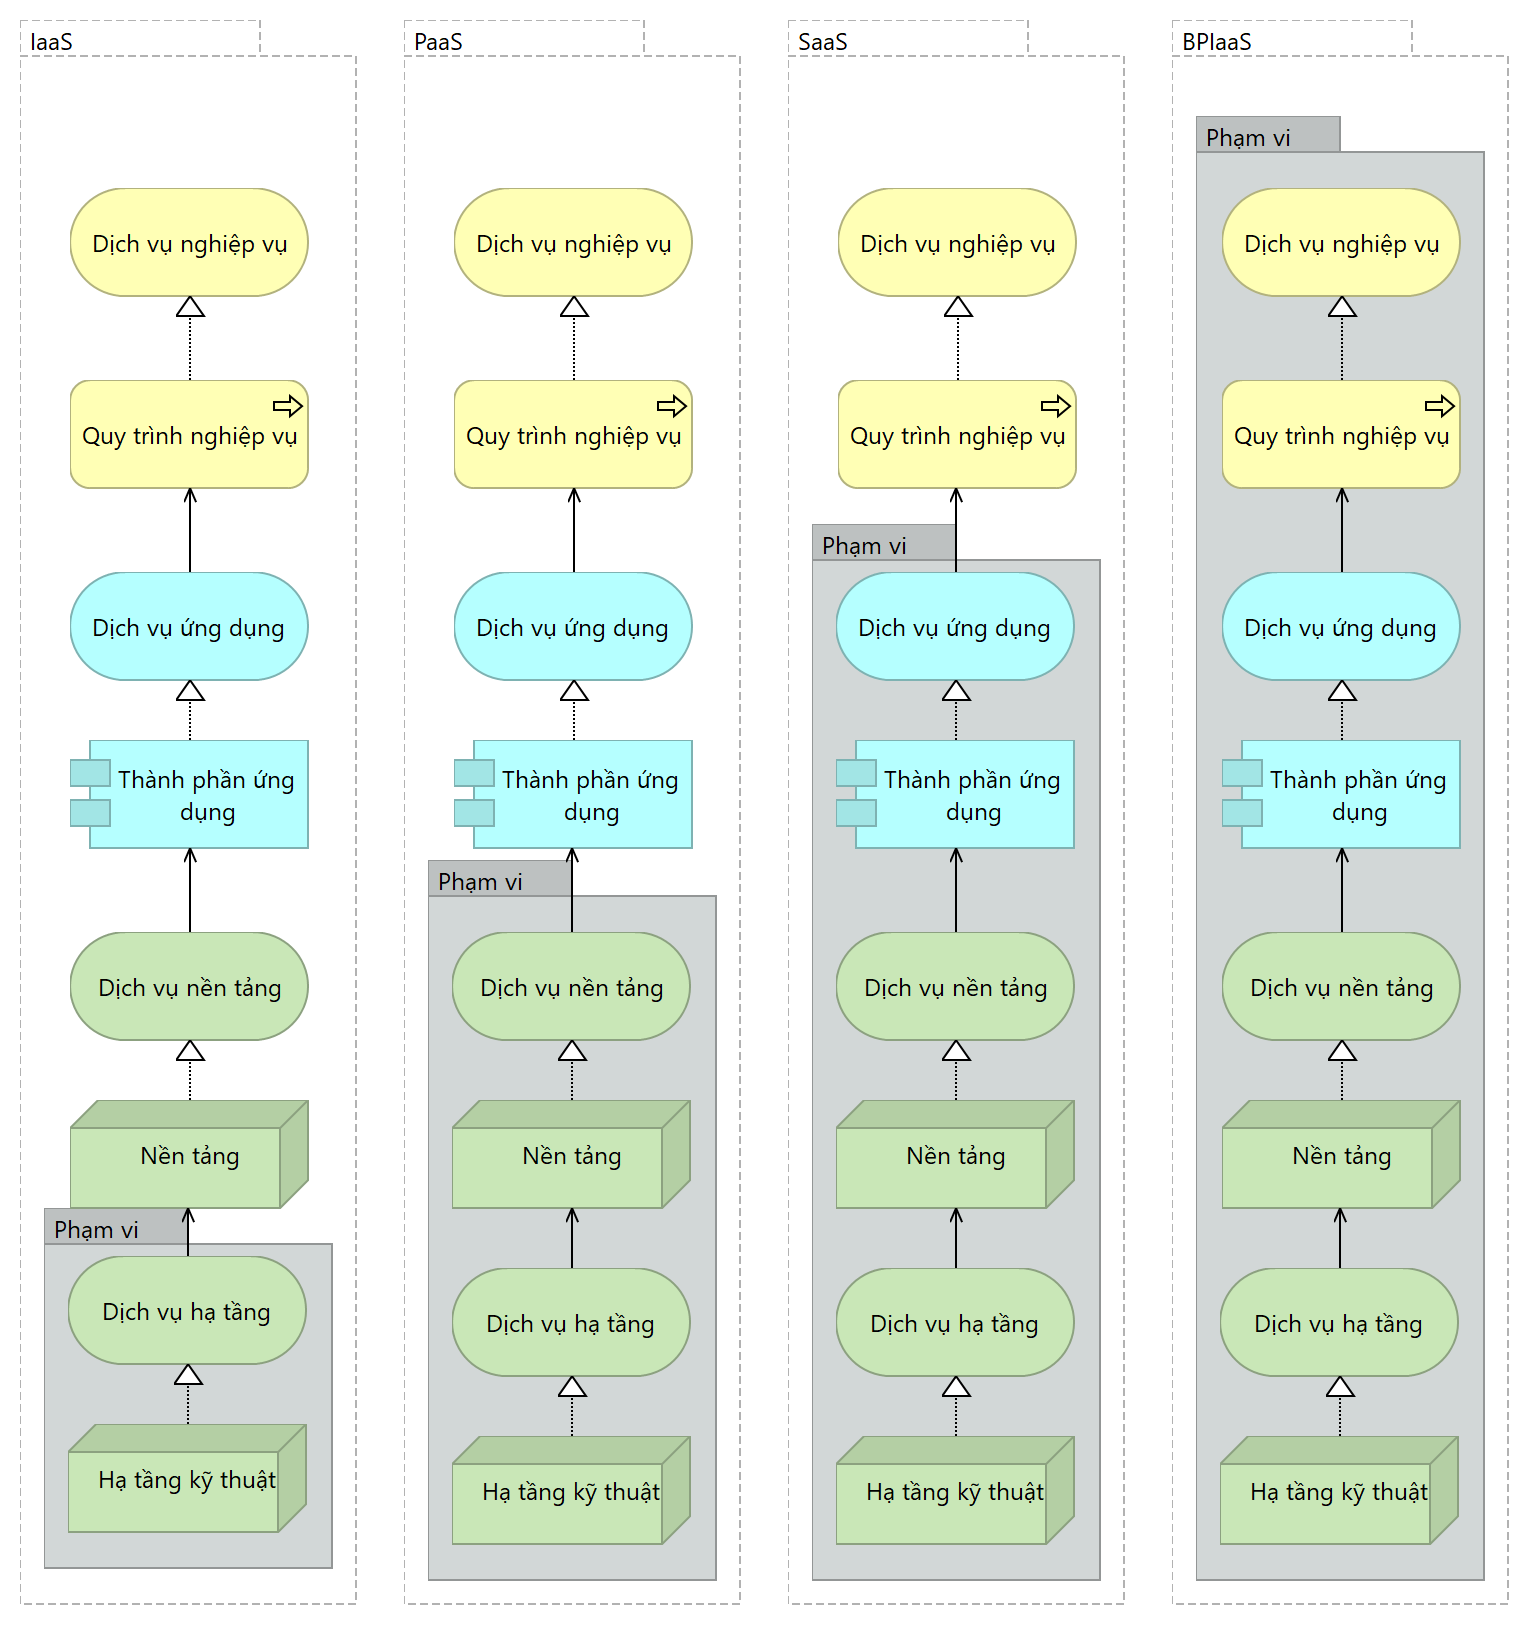 IaaS
Dịch vụ nghiệp vụ
Quy trình nghiệp vụ
Dịch vụ ứng dụng
Thành phần ứng
dụng
Dịch vụ nền tảng
Nền tảng
Phạm vi
Dịch vụ hạ tầng
Hạ tầng kỹ thuật
PaaS
Dịch vụ nghiệp vụ
Quy trình nghiệp vụ
Dịch vụ ứng dụng
Thành phần ứng
dụng
Phạm vi
Dịch vụ nền tảng
Nền tảng
Dịch vụ hạ tầng
Hạ tầng kỹ thuật
SaaS
Dịch vụ nghiệp vụ
Quy trình nghiệp vụ
Phạm vi
Dịch vụ ứng dụng
Thành phần ứng
dụng
Dịch vụ nền tảng
Nền tảng
Dịch vụ hạ tầng
Hạ tầng kỹ thuật
BPIaaS
Phạm vi
Dịch vụ nghiệp vụ
Quy trình nghiệp vụ
Dịch vụ ứng dụng
Thành phần ứng
dụng
Dịch vụ nền tảng
Nền tảng
Dịch vụ hạ tầng
Hạ tầng kỹ thuật